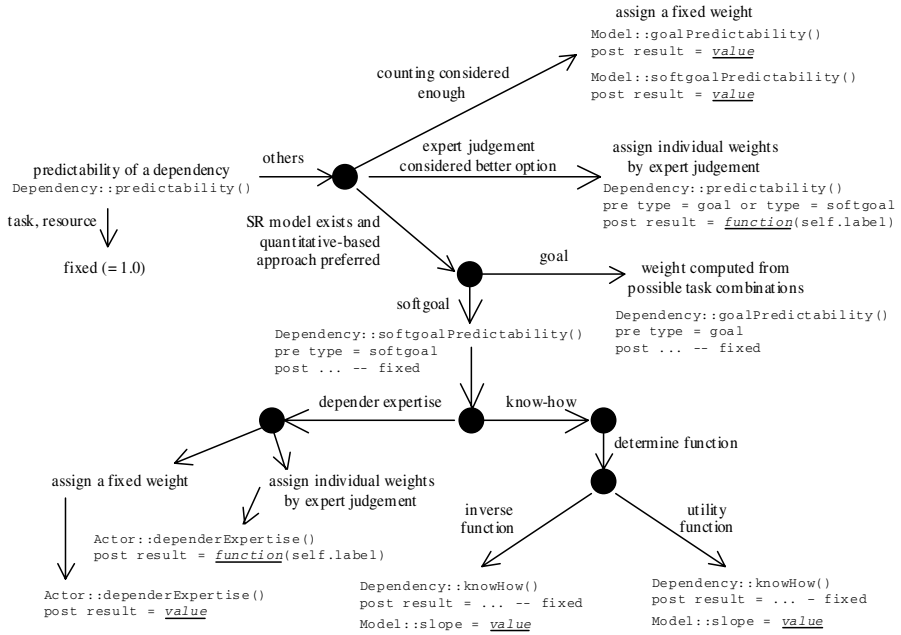 assign a fixed weight
Model::goalPredictability()
post result = value
Model::softgoalPredictability()
post result = value
counting considered
enough
others
expert judgement
considered better option
assign individual weights
by expert judgement
Dependency::predictability()
pre type = goal or type = softgoal
post result = function(self.label)
predictability of a dependency
Dependency::predictability()
task, resource
fixed (= 1.0)
SR model exists and
quantitative-based
approach preferred
goal
weight computed from
possible task combinations
Dependency::goalPredictability()
pre type = goal
post ... -- fixed
softgoal
Dependency::softgoalPredictability()
pre type = softgoal
post ... -- fixed
depender expertise
know-how
determine function
assign a fixed weight
assign individual weights
by expert judgement
inverse
function
utility
function
Actor::dependerExpertise()
post result = function(self.label)
Actor::dependerExpertise()
post result = value
Dependency::knowHow()
post result = ... -- fixed
Model::slope = value
Dependency::knowHow()
post result = ... - fixed
Model::slope = value